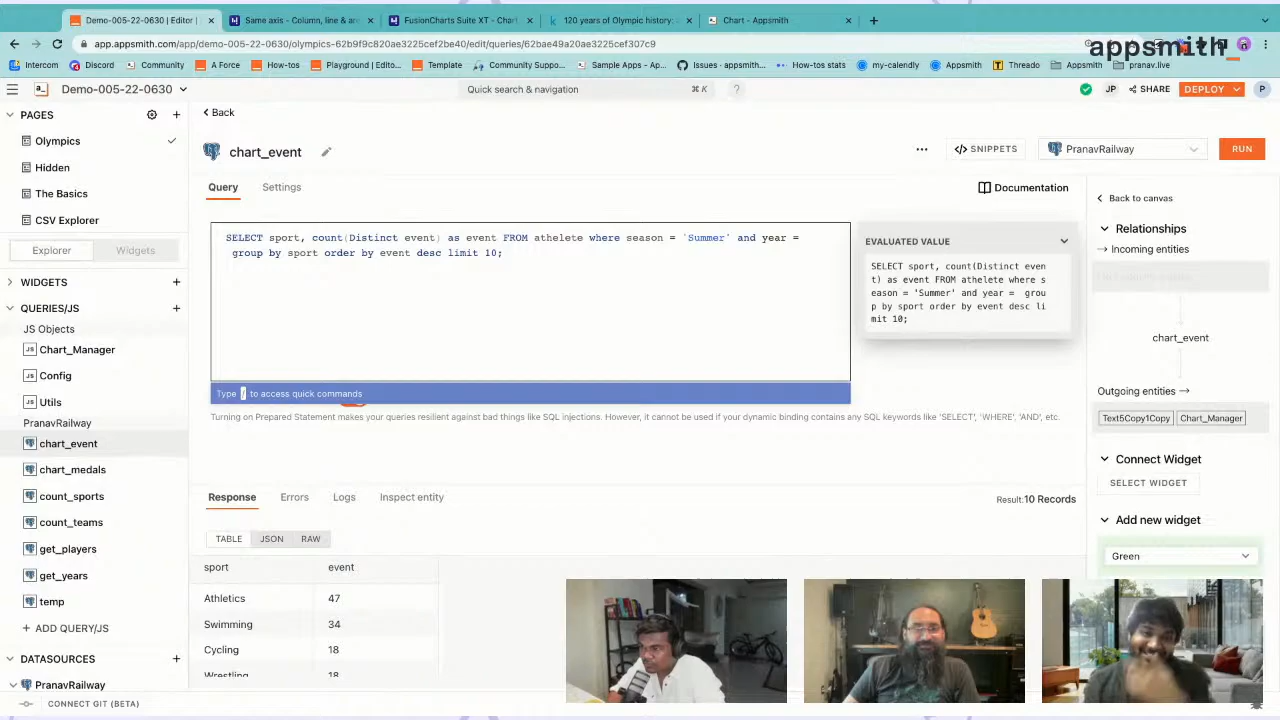 Demo-005-22-0630 | Editor |
Same axis - Column, line & ar
FusionCharts Suite XT - Chart
120 years of Olympic history:
Chart - Appsmith
app.appsmith.com/app/demo-005-22-0630/olympics-62b9f9c820ae3225cef2be40/edit/queries/62bae49a20ae3225cef307c9
appsmith_
Intercom
Discord
Community
A Force
How-tos
Playground | Edito...
Template
Community Suppo...
Sample Apps - Ap...
Issues · appsmith...
How-tos stats
my-calendly
Appsmith
Threado
Appsmith
pranav.live
Demo-005-22-0630
Quick search & navigation
⌘ K
?
JP
SHARE
DEPLOY
P
PAGES
Olympics
Hidden
The Basics
CSV Explorer
Explorer
Widgets
WIDGETS
QUERIES/JS
JS Objects
Chart_Manager
Config
Utils
PranavRailway
chart_event
chart_medals
count_sports
count_teams
get_players
get_years
temp
+ ADD QUERY/JS
DATASOURCES
PranavRailway
CONNECT GIT (BETA)
Back
chart_event
SNIPPETS
PranavRailway
RUN
Query
Settings
Documentation
SELECT sport, count(Distinct event) as event FROM athelete where season = 'Summer' and year =
group by sport order by event desc limit 10;
Type / to access quick commands
EVALUATED VALUE
SELECT sport, count(Distinct even
t) as event FROM athelete where s
eason = 'Summer' and year =  grou
p by sport order by event desc li
mit 10;
Turning on Prepared Statement makes your queries resilient against bad things like SQL injections. However, it cannot be used if your dynamic binding contains any SQL keywords like 'SELECT', 'WHERE', 'AND', etc.
Response
Errors
Logs
Inspect entity
Result:10 Records
TABLE
JSON
RAW
sport event
Athletics 47
Swimming 34
Cycling 18
Wrestling 18
Back to canvas
Relationships
Incoming entities
chart_event
Outgoing entities
Text5Copy1Copy
Chart_Manager
Connect Widget
SELECT WIDGET
Add new widget
Green